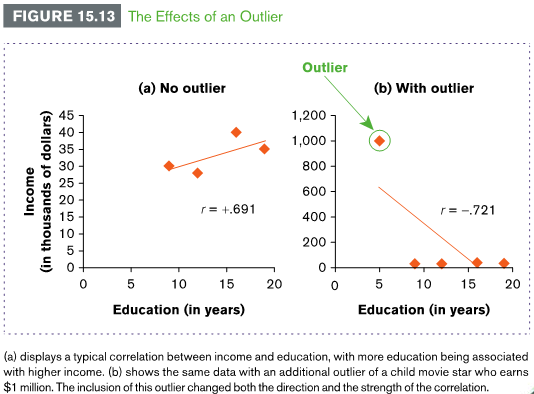 FIGURE 15.13 The Effects of an Outlier
Outlier
(a) No outlier
(b) With outlier
Income
(in thousands of dollars)
45
40
35
30
25
20
15
10
5
0
r = +.691
0 5 10 15 20
Education (in years)
1,200
1,000
800
600
400
200
0
r = –.721
0 5 10 15 20
Education (in years)
(a) displays a typical correlation between income and education, with more education being associated
with higher income. (b) shows the same data with an additional outlier of a child movie star who earns
$1 million. The inclusion of this outlier changed both the direction and the strength of the correlation.